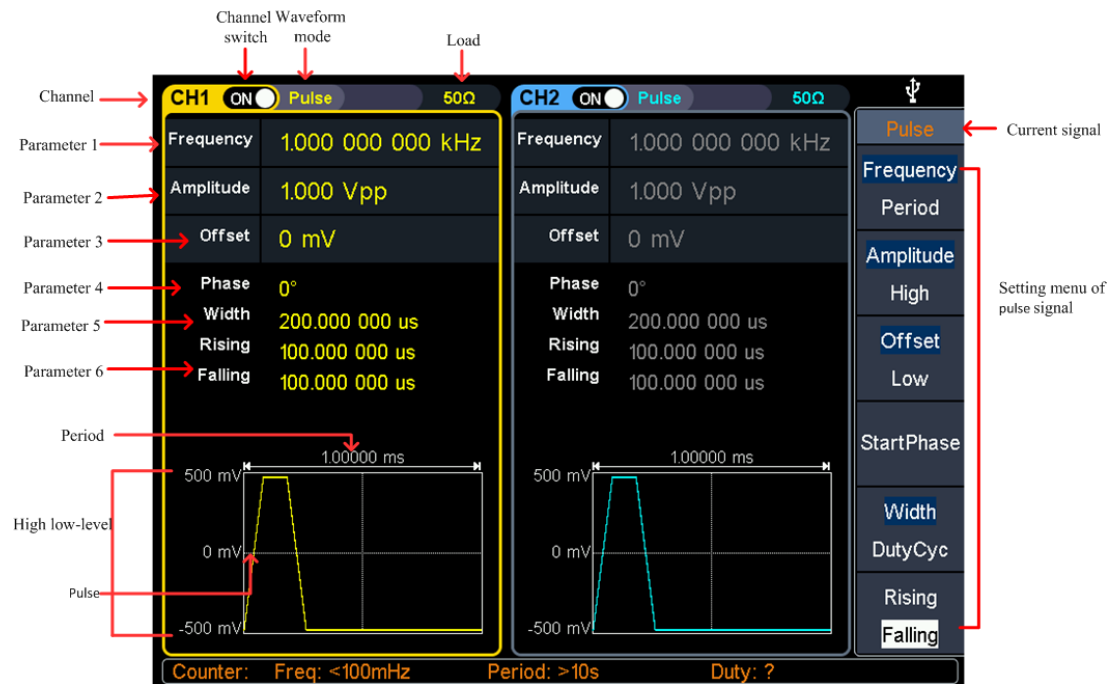 Channel Waveform
switch mode
Load
Channel
CH1 ON Pulse 50Ω
CH2 ON Pulse 50Ω
Pulse
Current signal
Parameter 1
Frequency 1.000 000 000 kHz
Frequency 1.000 000 000 kHz
Frequency
Period
Parameter 2
Amplitude 1.000 Vpp
Amplitude 1.000 Vpp
Parameter 3
Offset 0 mV
Offset 0 mV
Amplitude
High
Parameter 4
Phase 0°
Phase 0°
Setting menu of
pulse signal
Parameter 5
Width 200.000 000 us
Width 200.000 000 us
Offset
Low
Rising 100.000 000 us
Rising 100.000 000 us
Parameter 6
Falling 100.000 000 us
Falling 100.000 000 us
StartPhase
Period
1.00000 ms
1.00000 ms
500 mV
500 mV
High low-level
Width
DutyCyc
0 mV
0 mV
Pulse
Rising
Falling
-500 mV
-500 mV
Counter: Freq: <100mHz Period: >10s Duty: ?